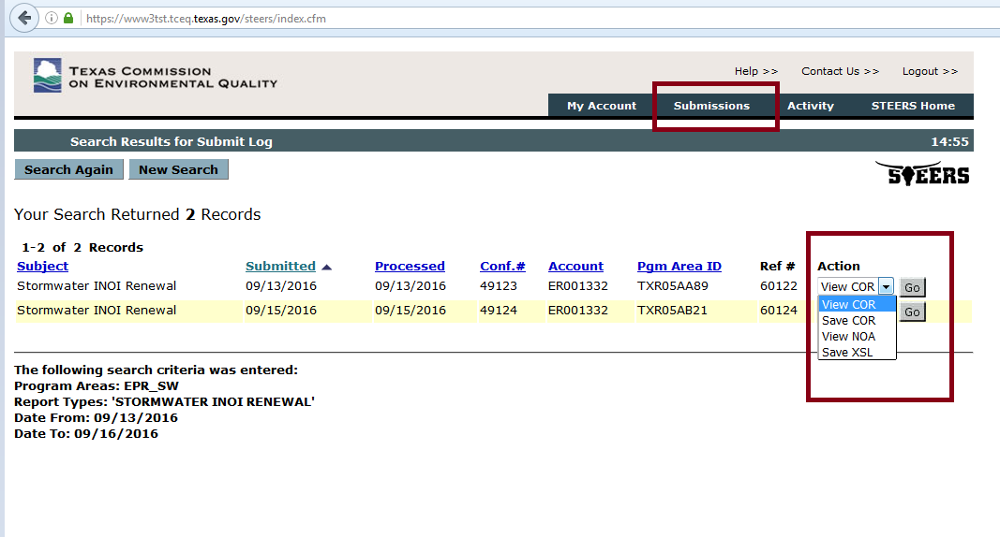 https://www3tst.tceq.texas.gov/steers/index.cfm
TEXAS COMMISSION
ON ENVIRONMENTAL QUALITY
Help >> Contact Us >> Logout >>
My Account Submissions Activity STEERS Home
Search Results for Submit Log 14:55
Search Again New Search STEERS
Your Search Returned 2 Records
1-2 of 2 Records
Subject Submitted Processed Conf.# Account Pgm Area ID Ref # Action
Stormwater INOI Renewal 09/13/2016 09/13/2016 49123 ER001332 TXR05AA89 60122 View COR Go
Stormwater INOI Renewal 09/15/2016 09/15/2016 49124 ER001332 TXR05AB21 60124 View COR Go
Save COR
View NOA
Save XSL
The following search criteria was entered:
Program Areas: EPR_SW
Report Types: 'STORMWATER INOI RENEWAL'
Date From: 09/13/2016
Date To: 09/16/2016